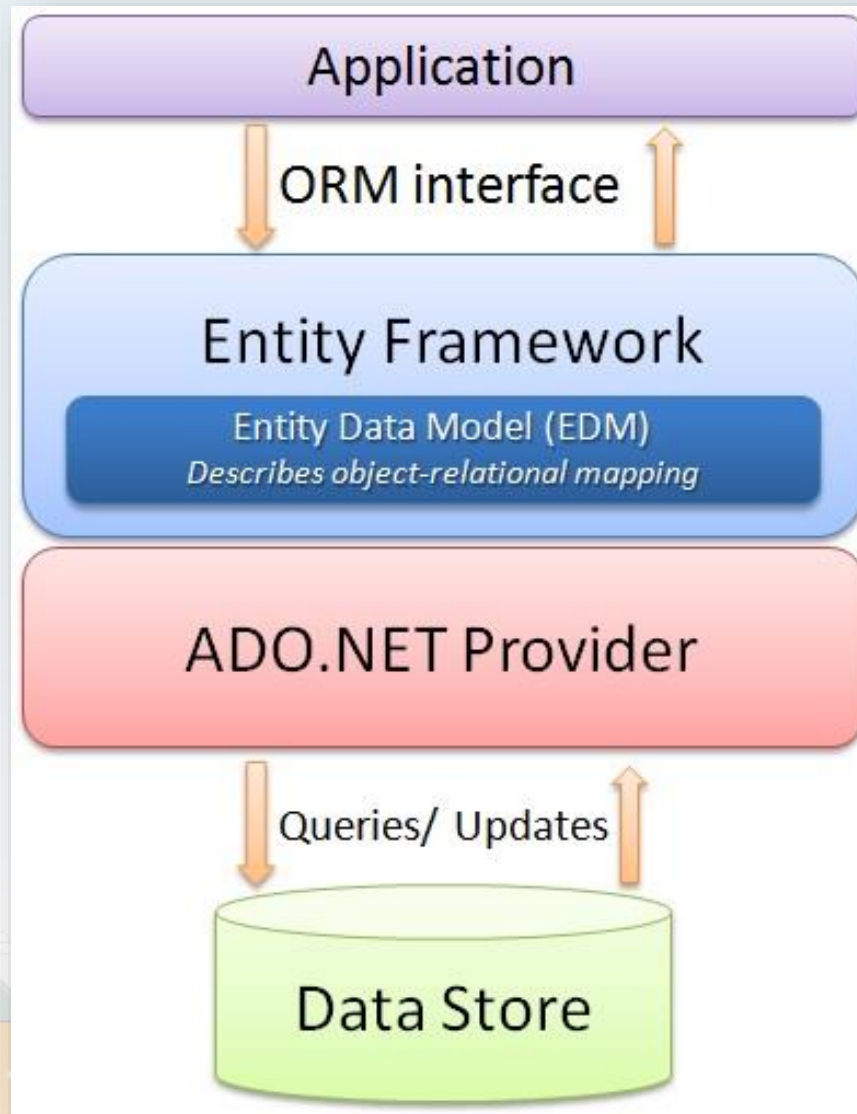 Application
ORM interface
Entity Framework
Entity Data Model (EDM)
Describes object-relational mapping
ADO.NET Provider
Queries/ Updates
Data Store